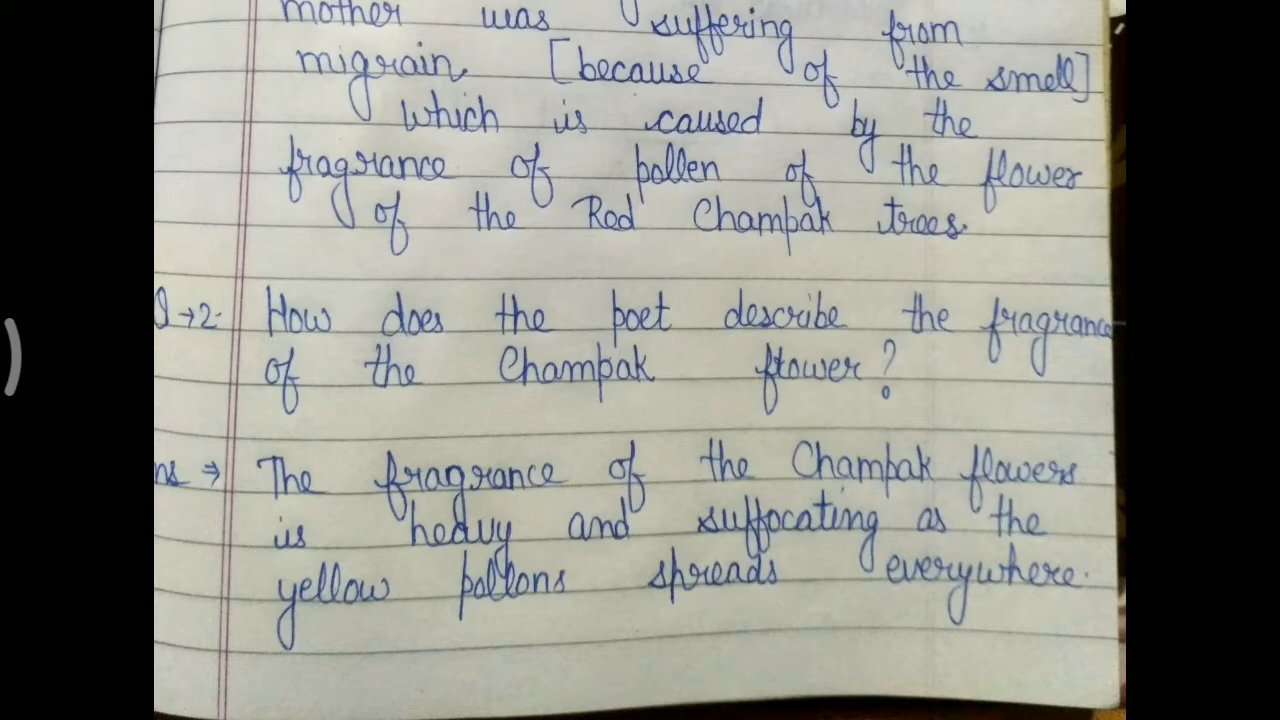 mother was suffering from
migrain [because of the smell]
which is caused by the
fragrance of pollen of the flower
of the Red Champak trees.
Q→2. How does the poet describe the fragrance
of the Champak flower?
ns ⇒ The fragrance of the Champak flowers
is heavy and suffocating as the
yellow pollens spreads everywhere.